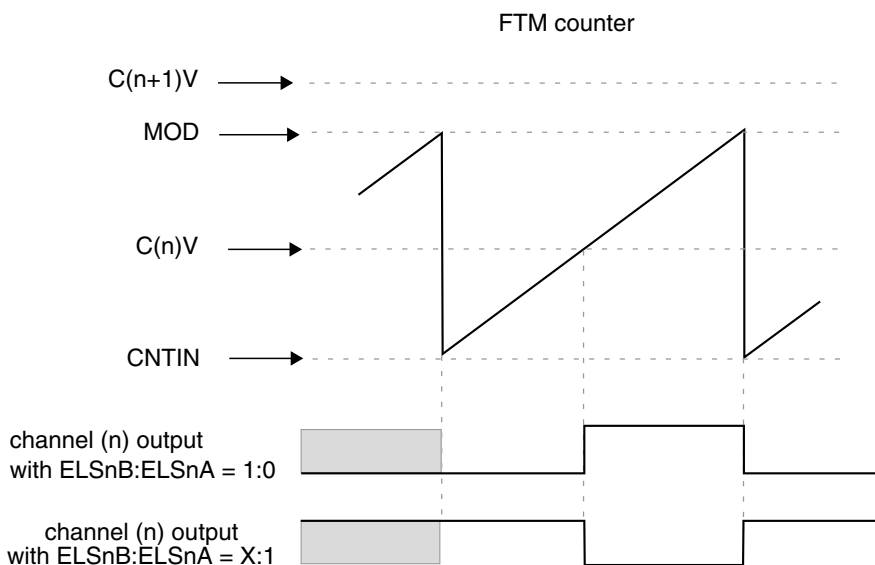 FTM counter
C(n+1)V
MOD
C(n)V
CNTIN
channel (n) output
with ELSnB:ELSnA = 1:0
channel (n) output
with ELSnB:ELSnA = X:1